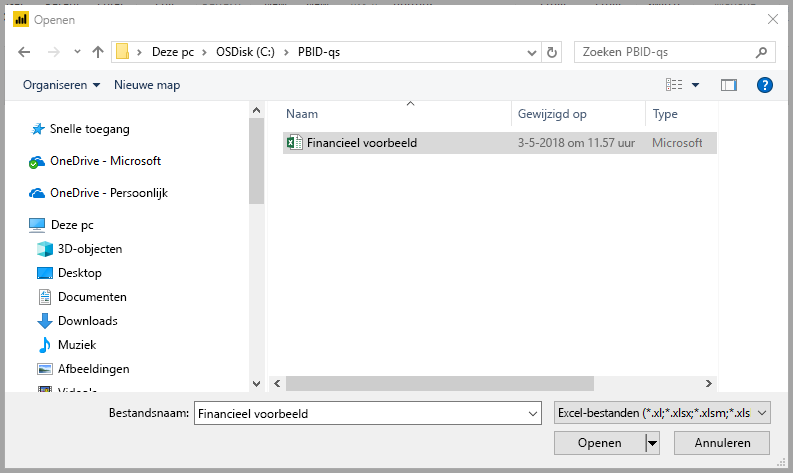 Openen
Deze pc > OSDisk (C:) > PBID-qs
Zoeken PBID-qs
Organiseren
Nieuwe map
?
Naam
Gewijzigd op
Type
Financieel voorbeeld
3-5-2018 om 11.57 uur
Microsoft
Snelle toegang
OneDrive - Microsoft
OneDrive - Persoonlijk
Deze pc
3D-objecten
Desktop
Documenten
Downloads
Muziek
Afbeeldingen
Video's
Bestandsnaam:
Financieel voorbeeld
Excel-bestanden (*.xl;*.xlsx;*.xlsm;*.xls
Openen
Annuleren